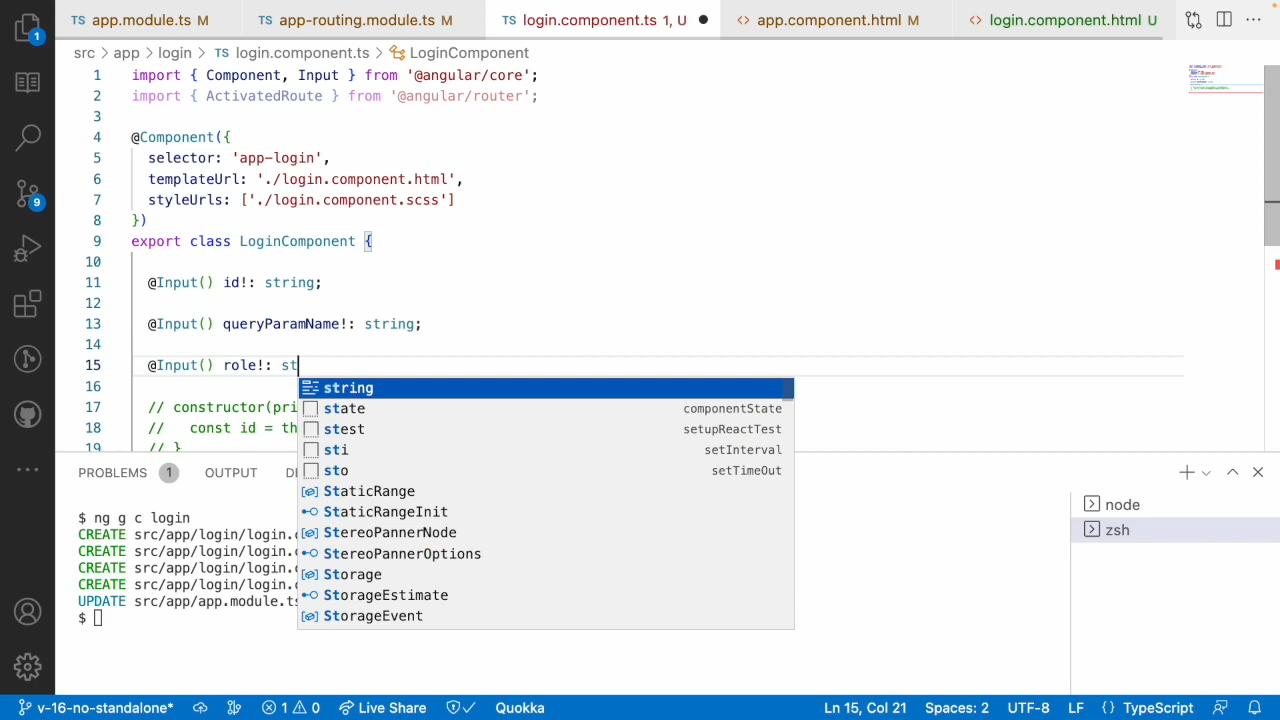 TS app.module.ts M
TS app-routing.module.ts M
TS login.component.ts 1, U
app.component.html M
login.component.html U
src > app > login > TS login.component.ts > LoginComponent
1 import { Component, Input } from '@angular/core';
2 import { ActivatedRoute } from '@angular/router';
3
4 @Component({
5 selector: 'app-login',
6 templateUrl: './login.component.html',
7 styleUrls: ['./login.component.scss']
8 })
9 export class LoginComponent {
10
11 @Input() id!: string;
12
13 @Input() queryParamName!: string;
14
15 @Input() role!: st
16
17 // constructor(pri
18 // const id = th
19 // }
string
state componentState
stest setupReactTest
sti setInterval
sto setTimeOut
StaticRange
StaticRangeInit
StereoPannerNode
StereoPannerOptions
Storage
StorageEstimate
StorageEvent
1
9
PROBLEMS 1 OUTPUT DE
$ ng g c login
CREATE src/app/login/login.c
CREATE src/app/login/login.c
CREATE src/app/login/login.c
CREATE src/app/login/login.c
UPDATE src/app/app.module.ts
$
node
zsh
v-16-no-standalone* 1 0 Live Share Quokka Ln 15, Col 21 Spaces: 2 UTF-8 LF {} TypeScript